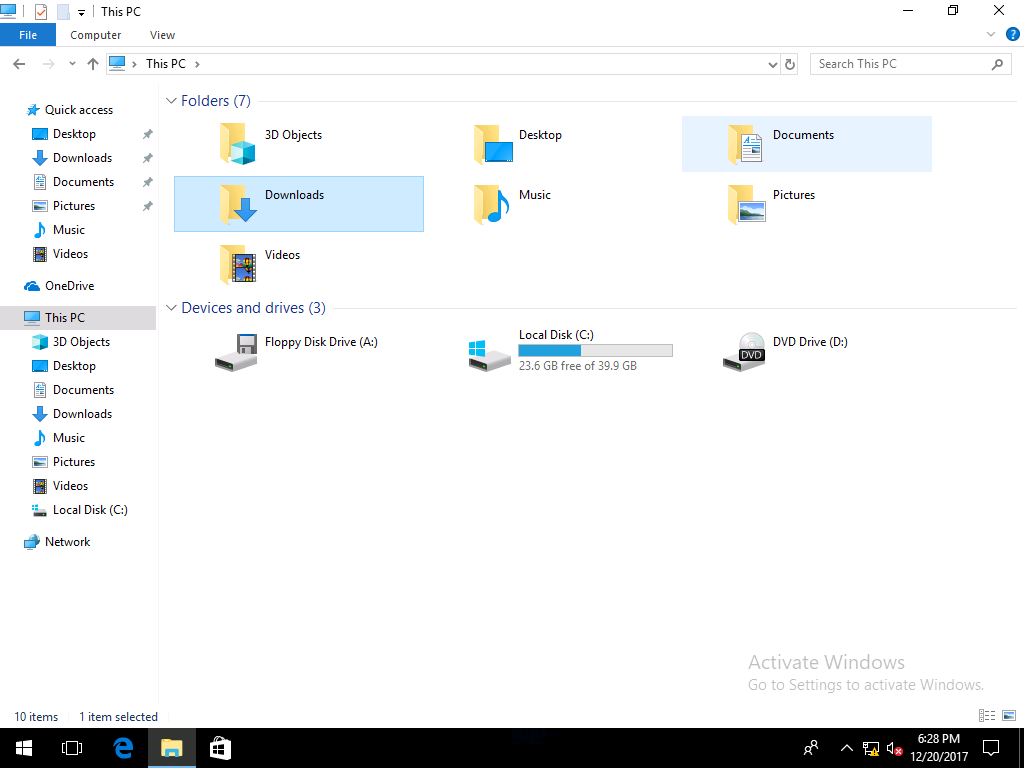 This PC
File
Computer
View
?
This PC
Search This PC
Quick access
Desktop
Downloads
Documents
Pictures
Music
Videos
OneDrive
This PC
3D Objects
Desktop
Documents
Downloads
Music
Pictures
Videos
Local Disk (C:)
Network
Folders (7)
3D Objects
Desktop
Documents
Downloads
Music
Pictures
Videos
Devices and drives (3)
Floppy Disk Drive (A:)
Local Disk (C:)
23.6 GB free of 39.9 GB
DVD
DVD Drive (D:)
Activate Windows
Go to Settings to activate Windows.
10 items
1 item selected
6:28 PM
12/20/2017